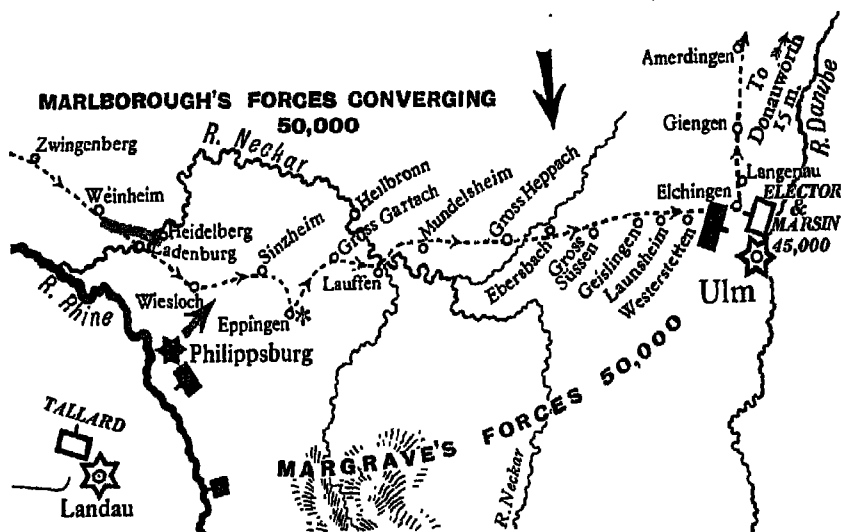 MARLBOROUGH'S FORCES CONVERGING
50,000
Zwingenberg
Weinheim
Heidelberg
Ladenburg
R. Neckar
R. Rhine
Wiesloch
Sinzheim
Eppingen
Gross Gartach
Heilbronn
Lauffen
Mundelsheim
Gross Heppach
Ebersbach
Gross
Süssen
Geislingen
Launsheim
Westerstetten
Elchingen
Langenau
Giengen
Amerdingen
To
Donauwörth
15 m.
R. Danube
ELECTOR
&
MARSIN
45,000
Ulm
Philippsburg
TALLARD
Landau
MARGRAVE'S FORCES 50,000
R. Neckar